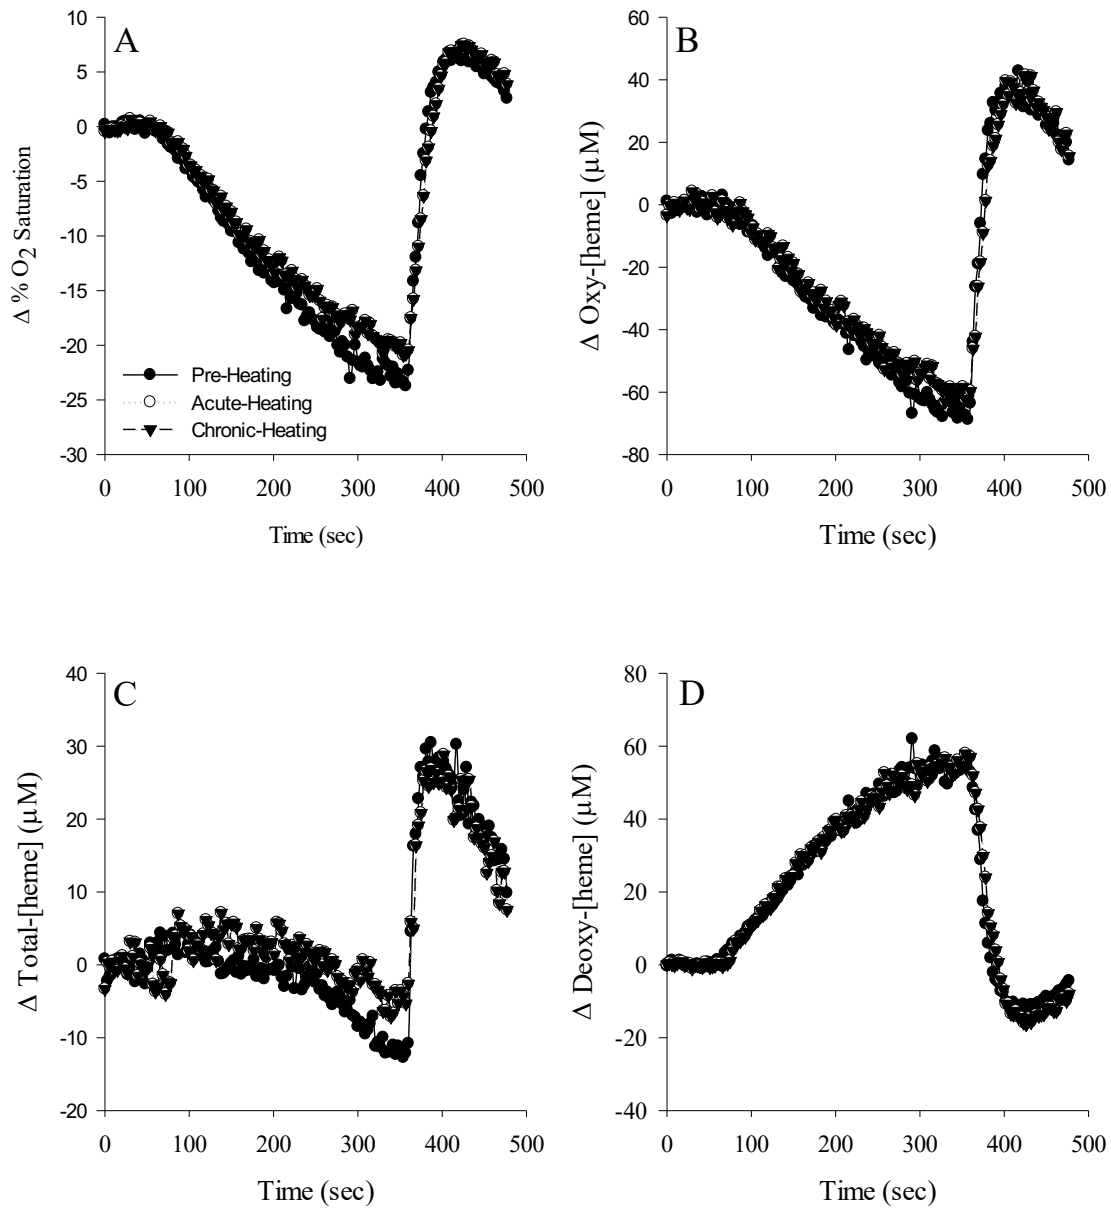 A
10
5
0
-5
-10
-15
-20
-25
-30
Δ % O2 Saturation
Pre-Heating
Acute-Heating
Chronic-Heating
0 100 200 300 400 500
Time (sec)
B
60
40
20
0
-20
-40
-60
-80
Δ Oxy-[heme] (µM)
0 100 200 300 400 500
Time (sec)
C
40
30
20
10
0
-10
-20
Δ Total-[heme] (µM)
0 100 200 300 400 500
Time (sec)
D
80
60
40
20
0
-20
-40
Δ Deoxy-[heme] (µM)
0 100 200 300 400 500
Time (sec)